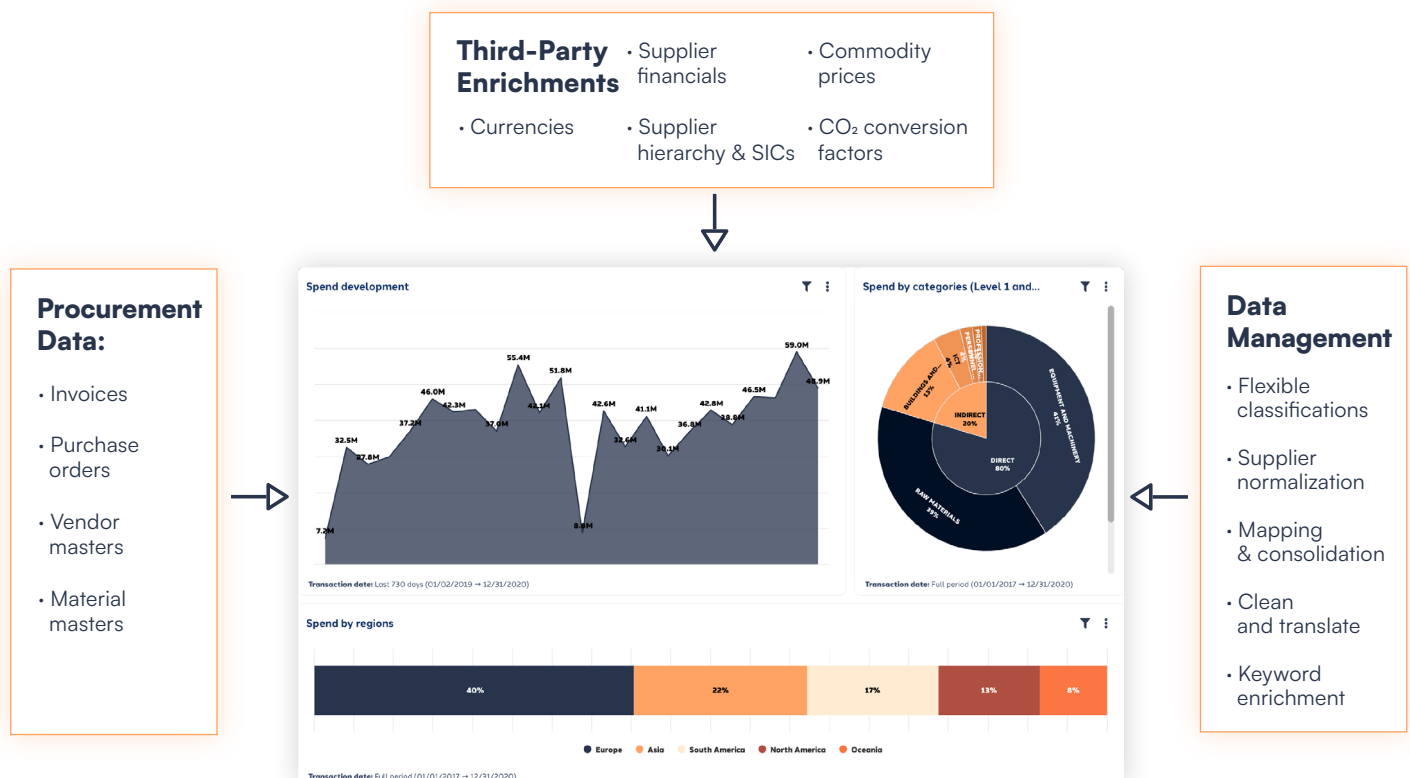 Third-Party
Enrichments
· Currencies
· Supplier
financials
· Supplier
hierarchy & SICs
· Commodity
prices
· CO₂ conversion
factors
Procurement
Data:
· Invoices
· Purchase
orders
· Vendor
masters
· Material
masters
Spend development
7.2M
32.5M
27.8M
37.2M
46.0M
42.3M
37.0M
55.4M
42.1M
51.8M
8.8M
42.6M
32.6M
41.1M
30.1M
36.8M
42.8M
38.8M
46.5M
59.0M
48.9M
Transaction date: Last 730 days (01/02/2019 → 12/31/2020)
Spend by categories (Level 1 and...
EQUIPMENT AND MACHINERY
41%
RAW MATERIALS
39%
BUILDINGS AND...
13%
ICT
4%
PERSONNEL...
PROFESSION...
INDIRECT
20%
DIRECT
80%
Transaction date: Full period (01/01/2017 → 12/31/2020)
Spend by regions
40%
22%
17%
13%
8%
Europe
Asia
South America
North America
Oceania
Transaction date: Full period (01/01/2017 → 12/31/2020)
Data
Management
· Flexible
classifications
· Supplier
normalization
· Mapping
& consolidation
· Clean
and translate
· Keyword
enrichment